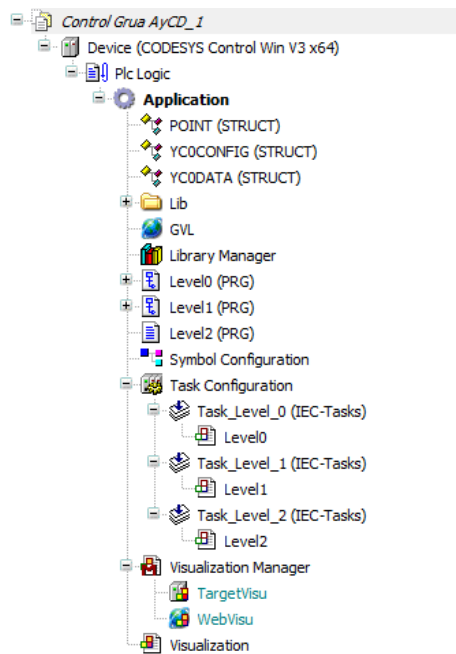 Control Grua AyCD_1
Device (CODESYS Control Win V3 x64)
Plc Logic
Application
POINT (STRUCT)
YC0CONFIG (STRUCT)
YC0DATA (STRUCT)
Lib
GVL
Library Manager
Level0 (PRG)
Level1 (PRG)
Level2 (PRG)
Symbol Configuration
Task Configuration
Task_Level_0 (IEC-Tasks)
Level0
Task_Level_1 (IEC-Tasks)
Level1
Task_Level_2 (IEC-Tasks)
Level2
Visualization Manager
TargetVisu
WebVisu
Visualization